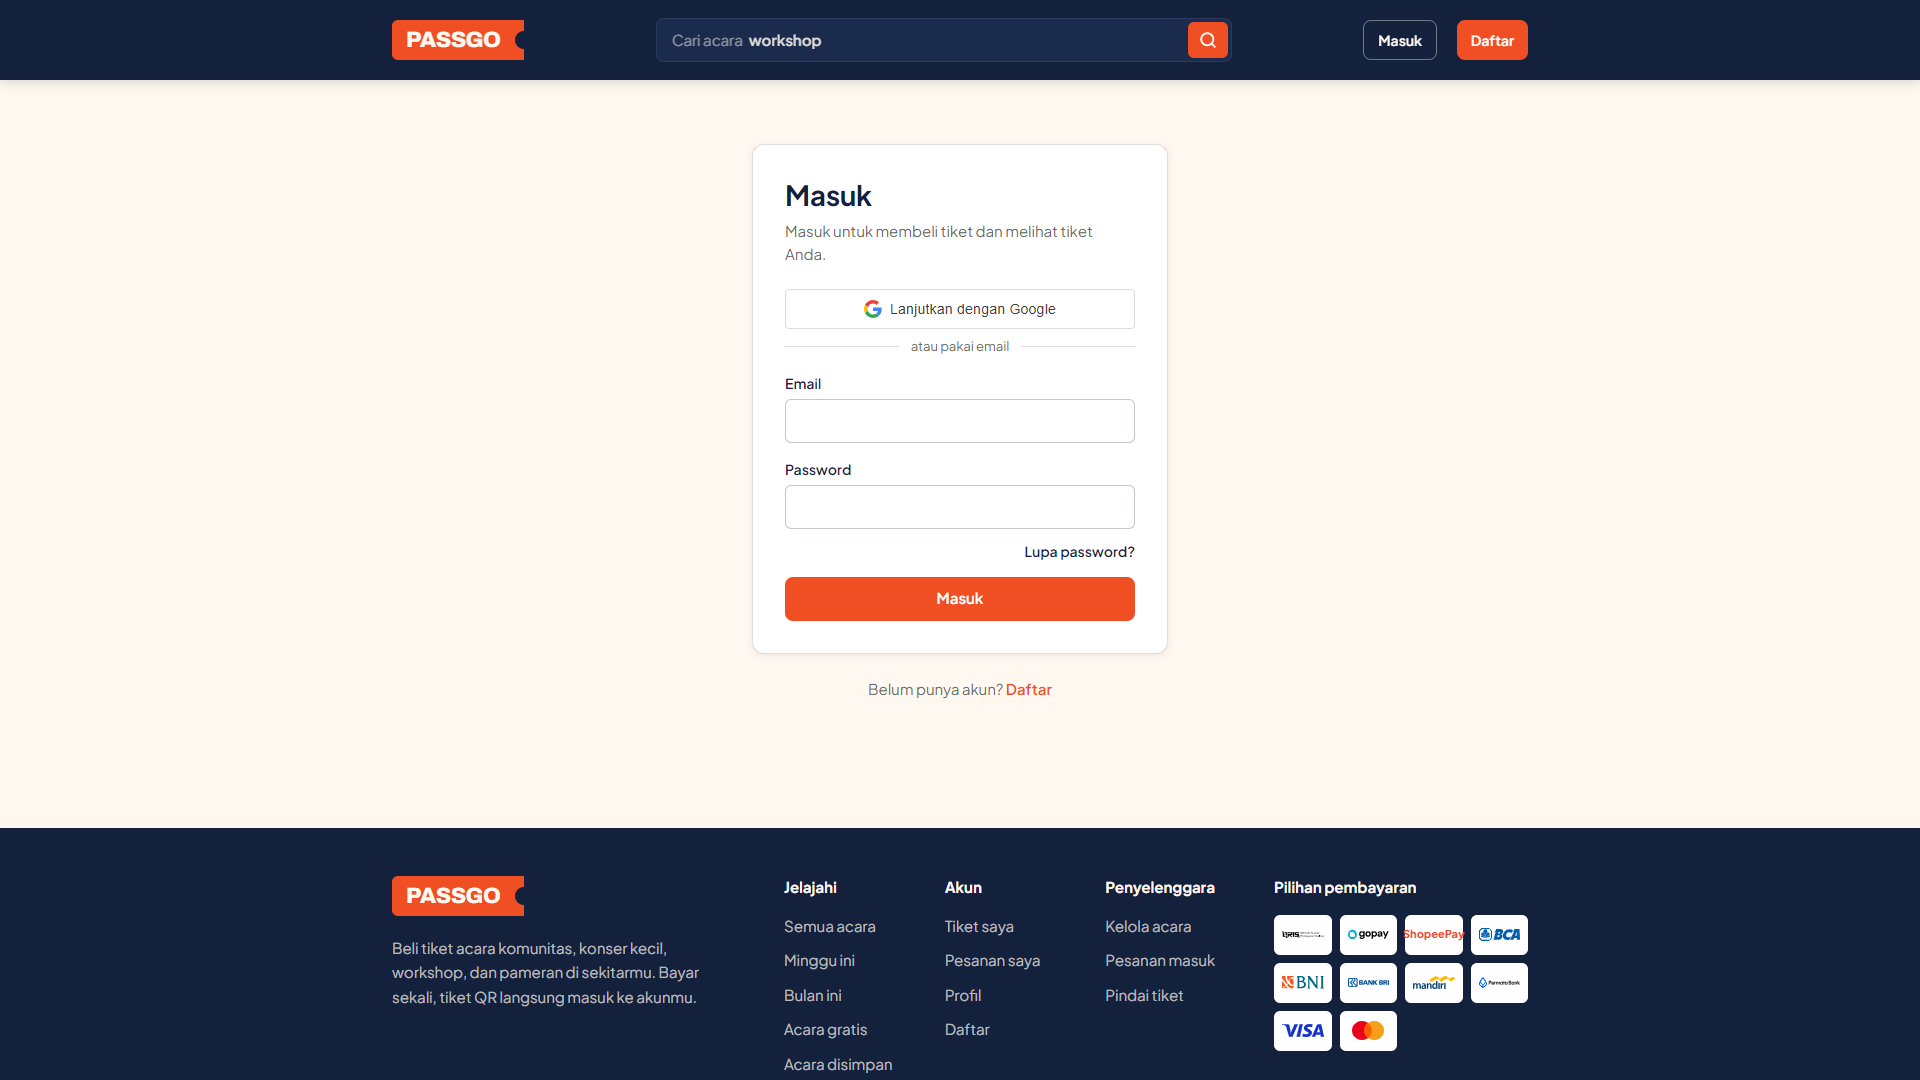 PASSGO
Cari acara workshop
Masuk
Daftar
Masuk
Masuk untuk membeli tiket dan melihat tiket
Anda.
Lanjutkan dengan Google
atau pakai email
Email
Password
Lupa password?
Masuk
Belum punya akun? Daftar
PASSGO
Beli tiket acara komunitas, konser kecil,
workshop, dan pameran di sekitarmu. Bayar
sekali, tiket QR langsung masuk ke akunmu.
Jelajahi
Semua acara
Minggu ini
Bulan ini
Acara gratis
Acara disimpan
Akun
Tiket saya
Pesanan saya
Profil
Daftar
Penyelenggara
Kelola acara
Pesanan masuk
Pindai tiket
Pilihan pembayaran
QRIS
gopay
ShopeePay
BCA
BNI
BANK BRI
mandiri
PermataBank
VISA